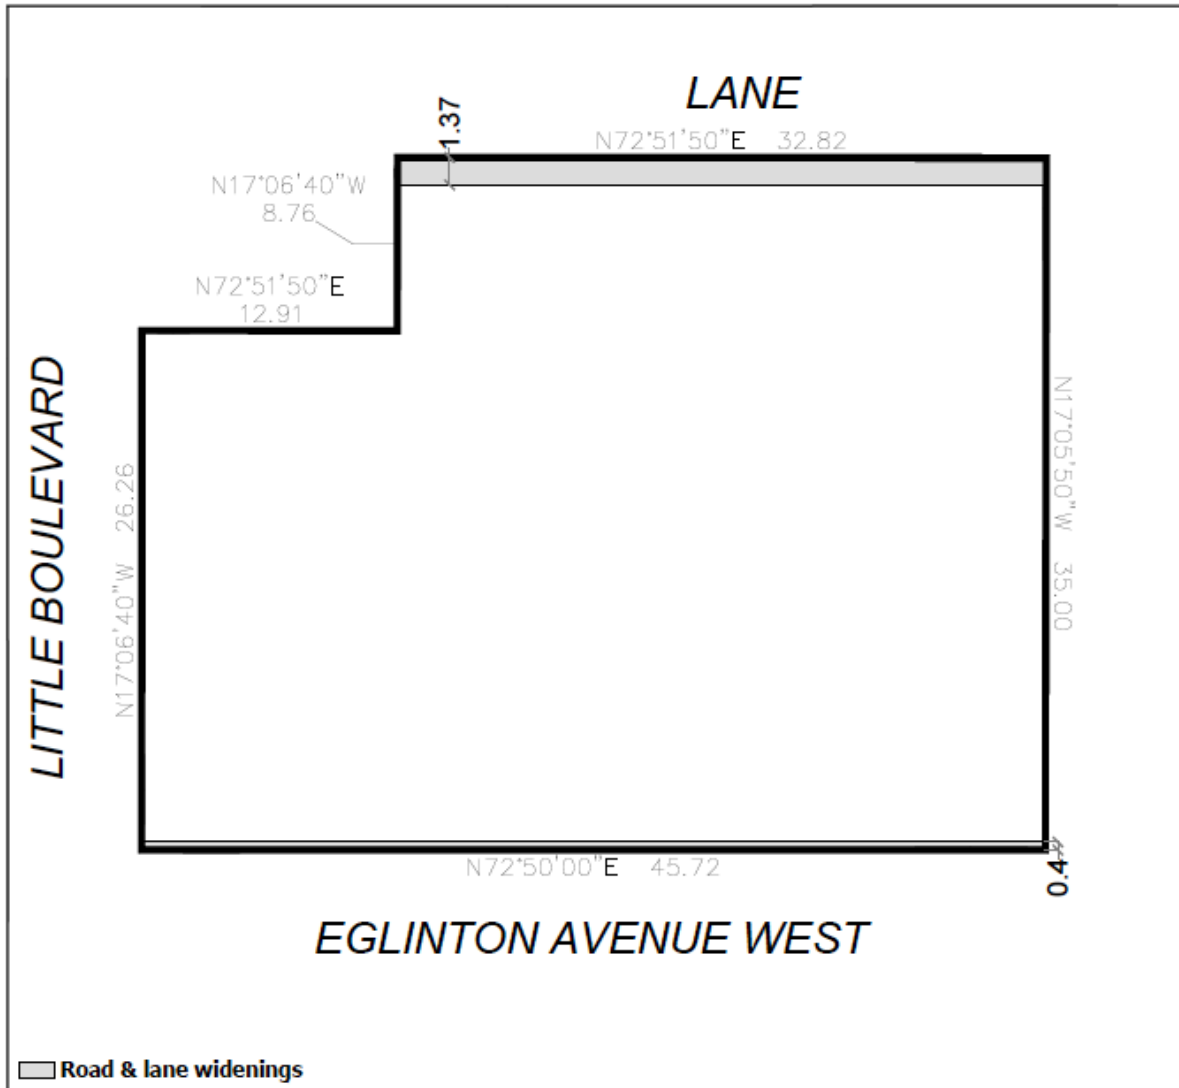 LANE
1.37
N72°51'50"E 32.82
N17°06'40"W
8.76
N72°51'50"E
12.91
LITTLE BOULEVARD
N17°06'40"W 26.26
N17°05'50"W 35.00
N72°50'00"E 45.72
0.4
EGLINTON AVENUE WEST
Road & lane widenings